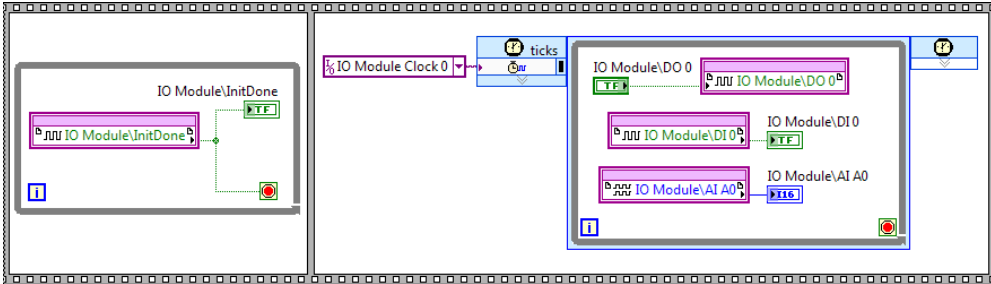 IO Module\InitDone
TF
IO Module\InitDone
i
ticks
IO Module Clock 0
IO Module\DO 0
TF
IO Module\DO 0
IO Module\DI 0
IO Module\DI 0
TF
IO Module\AI A0
IO Module\AI A0
I16
i